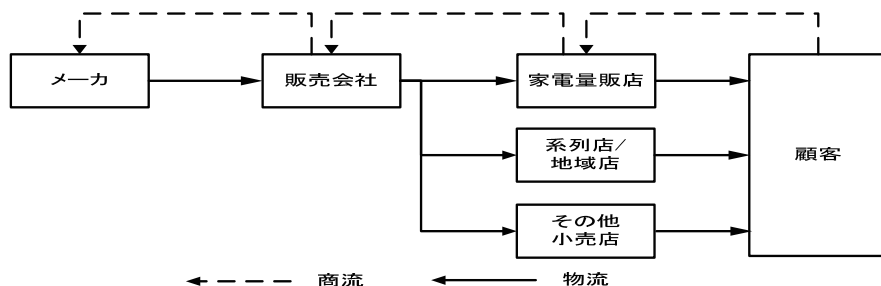 メーカ
販売会社
家電量販店
系列店/
地域店
その他
小売店
顧客
商流
物流